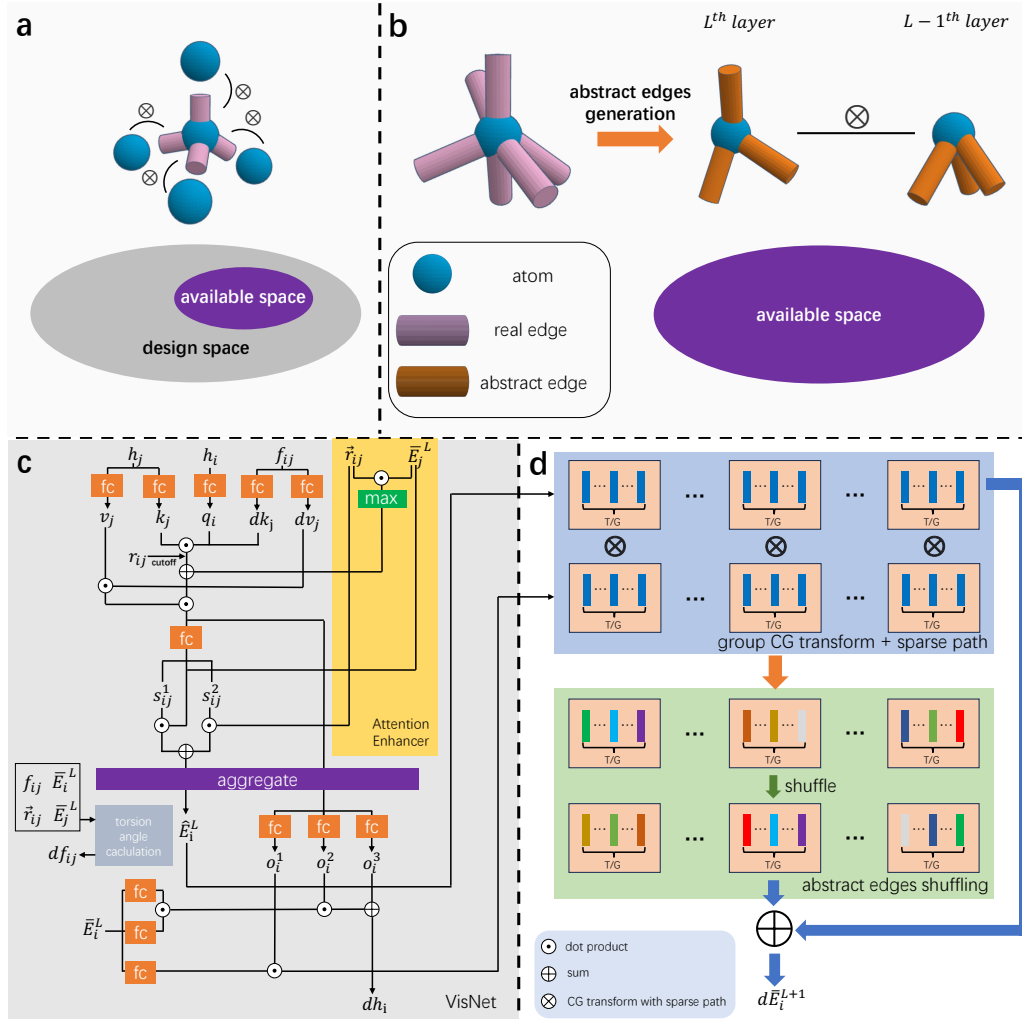 a
available space
design space
b
L^th layer
L − 1^th layer
abstract edges
generation
atom
real edge
abstract edge
available space
c
h_j h_i f_ij r⃗_ij Ē_j^L
fc fc fc fc fc
max
v_j k_j q_i dk_j dv_j
r_ij cutoff
fc
s_ij^1 s_ij^2
Attention
Enhancer
aggregate
f_ij Ē_i^L
r⃗_ij Ē_j^L
torsion
angle
caclulation
df_ij
Ê_i^L
fc fc fc
o_i^1 o_i^2 o_i^3
fc
Ē_i^L
fc
fc
dh_i
VisNet
d
... ... ...
T/G ... T/G ... T/G
... ... ...
T/G ... T/G ... T/G
group CG transform + sparse path
... ... ...
T/G ... T/G ... T/G
shuffle
... ... ...
T/G ... T/G ... T/G
abstract edges shuffling
dot product
sum
CG transform with sparse path
dĒ_i^{L+1}